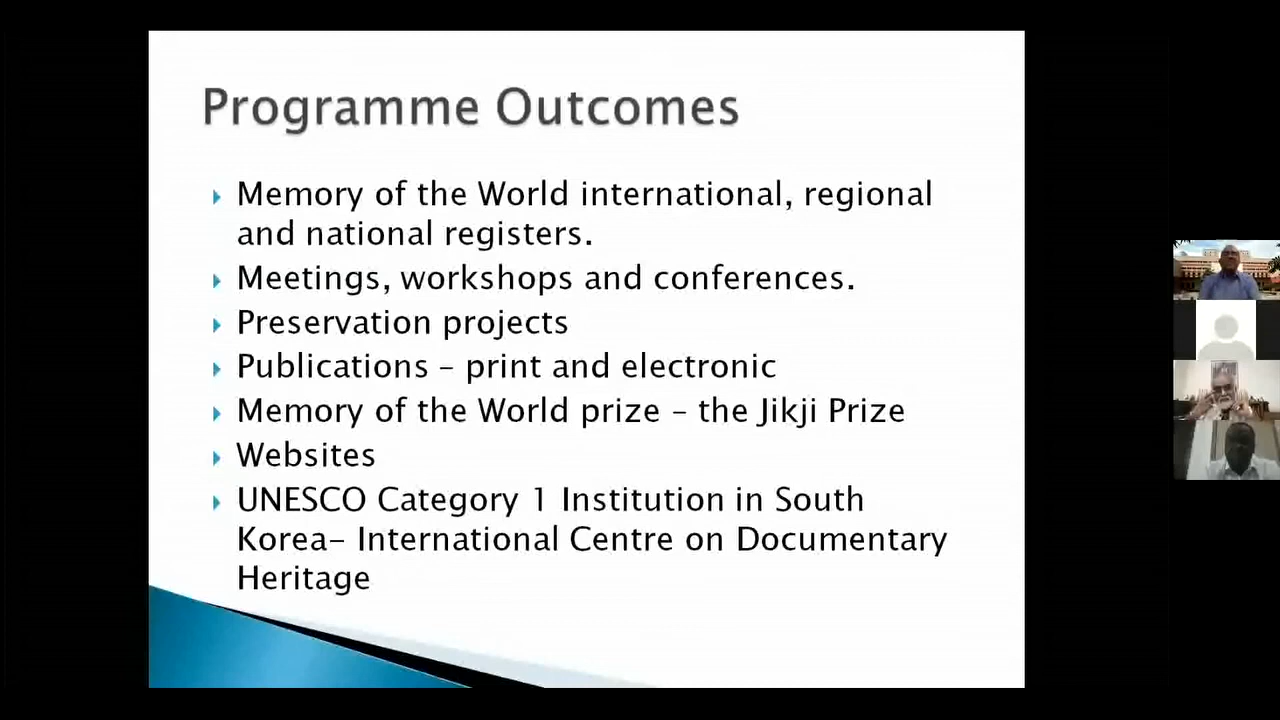 Programme Outcomes
Memory of the World international, regional
and national registers.
Meetings, workshops and conferences.
Preservation projects
Publications – print and electronic
Memory of the World prize – the Jikji Prize
Websites
UNESCO Category 1 Institution in South
Korea– International Centre on Documentary
Heritage